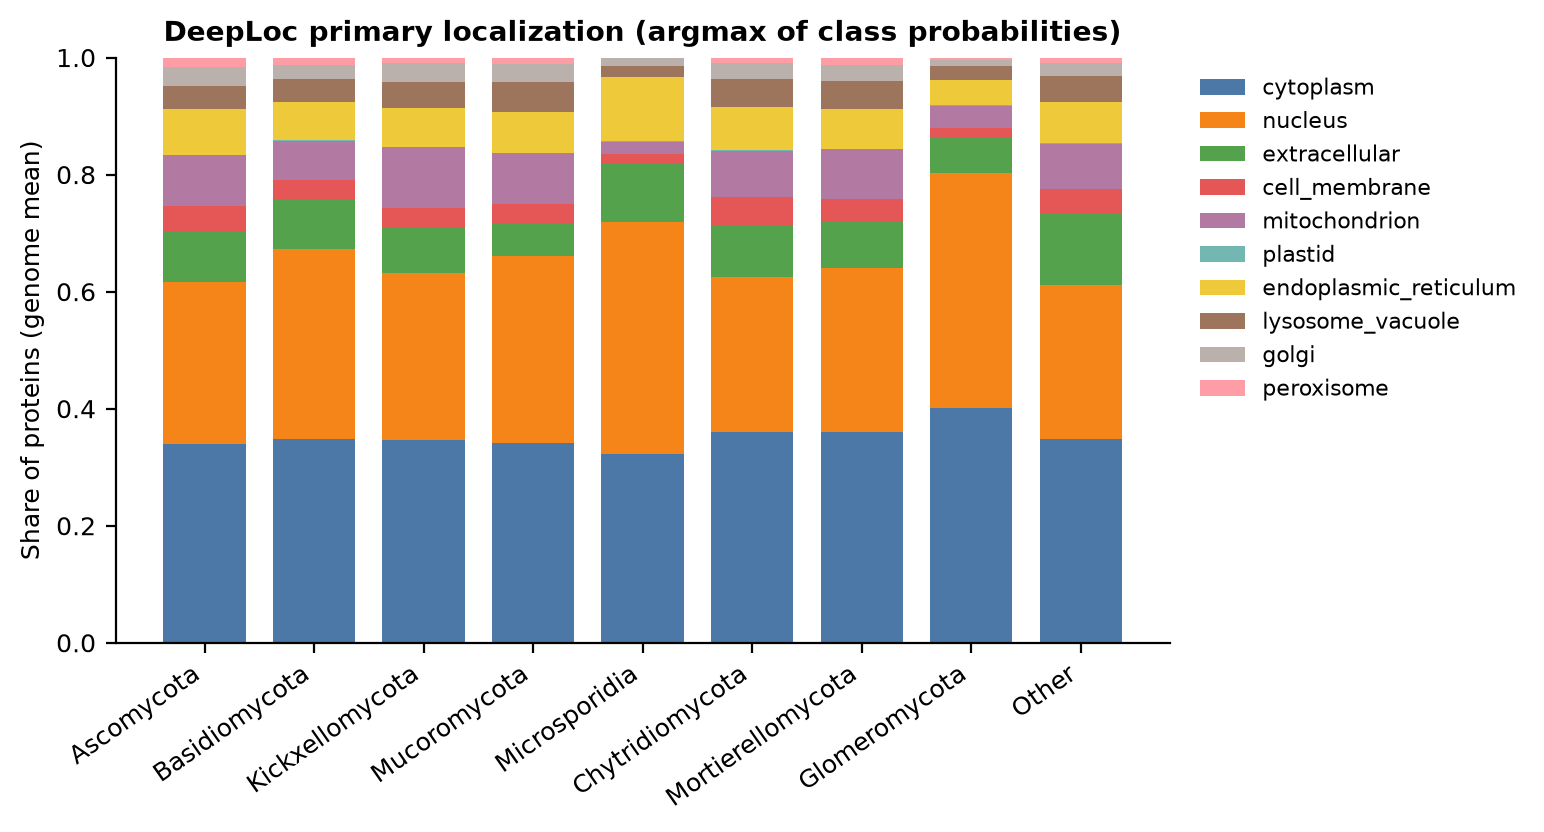 DeepLoc primary localization (argmax of class probabilities)
Share of proteins (genome mean)
1.0
0.8
0.6
0.4
0.2
0.0
Ascomycota
Basidiomycota
Kickxellomycota
Mucoromycota
Microsporidia
Chytridiomycota
Mortierellomycota
Glomeromycota
Other
cytoplasm
nucleus
extracellular
cell_membrane
mitochondrion
plastid
endoplasmic_reticulum
lysosome_vacuole
golgi
peroxisome